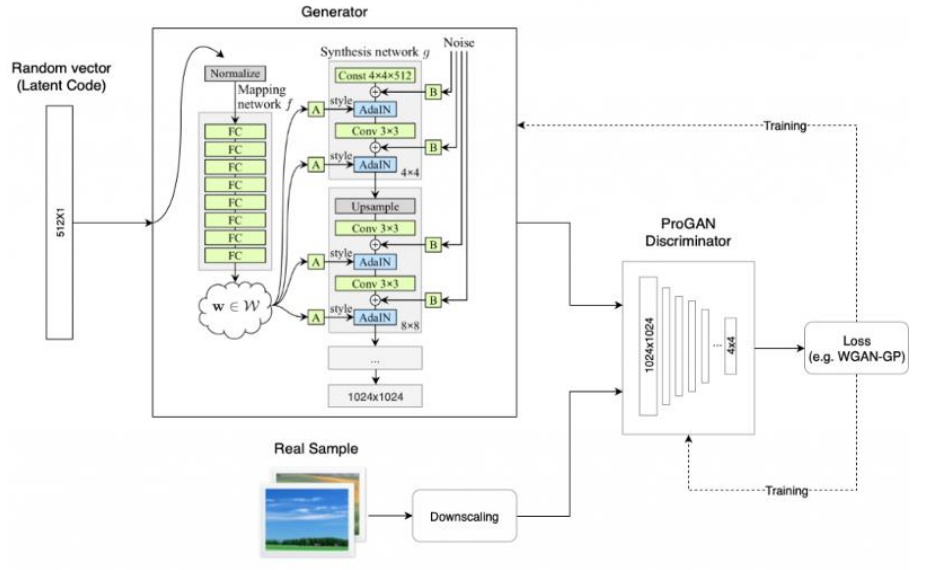 Generator
Random vector
(Latent Code)
512X1
Normalize
Mapping
network f
FC
FC
FC
FC
FC
FC
FC
FC
w ∈ W
Synthesis network g
Noise
Const 4×4×512
B
A
style
AdaIN
Conv 3×3
B
A
style
AdaIN
4×4
Upsample
Conv 3×3
B
A
style
AdaIN
Conv 3×3
B
A
style
AdaIN
8×8
...
1024x1024
Training
ProGAN
Discriminator
1024x1024
...
4x4
Loss
(e.g. WGAN-GP)
Training
Real Sample
Downscaling